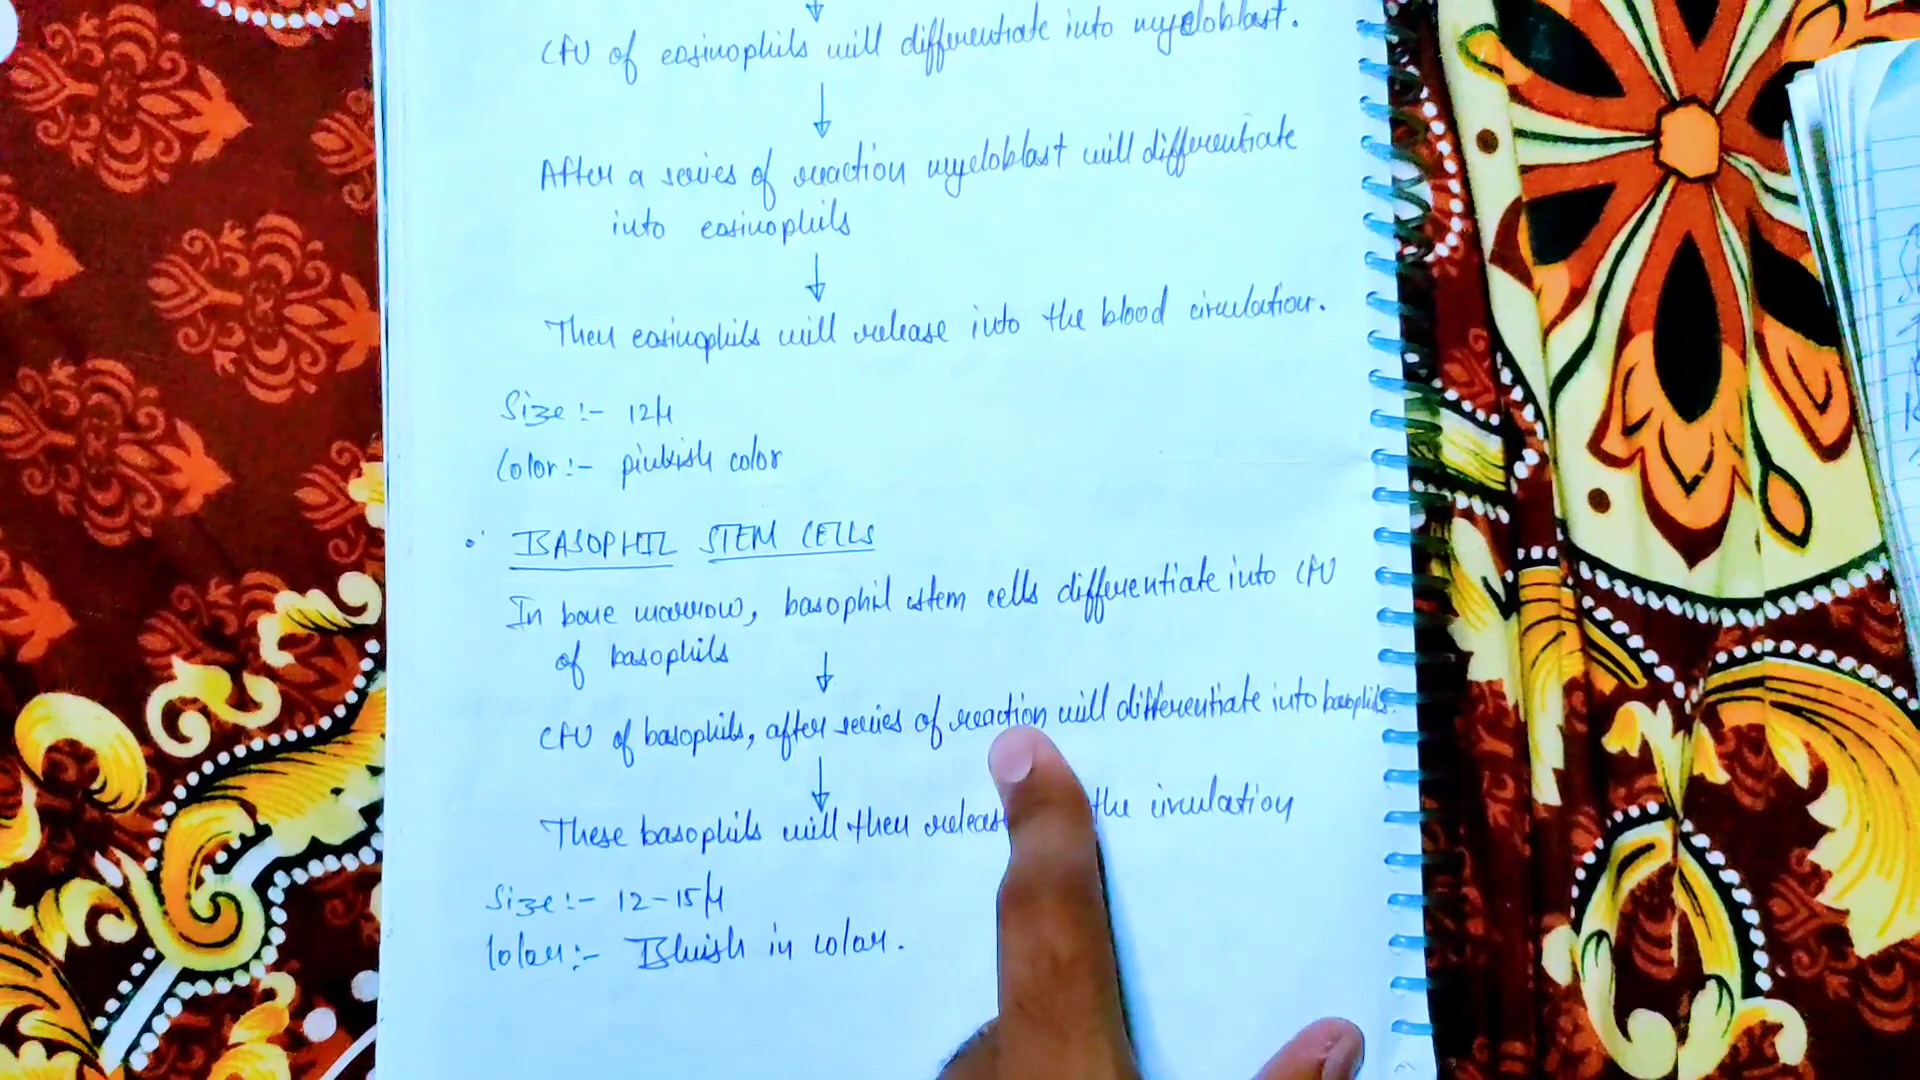 ↓
CFU of eosinophils will differentiate into myeloblast.
↓
After a series of reaction myeloblast will differentiate
into eosinophils
↓
Then eosinophils will release into the blood circulation.
Size :- 12μ
Color :- pinkish color
• BASOPHIL STEM CELLS
In bone marrow, basophil stem cells differentiate into CFU
of basophils
↓
CFU of basophils, after series of reaction will differentiate into basophils.
↓
These basophils will then the circulation
Size :- 12-15μ
Color :- Bluish in color.